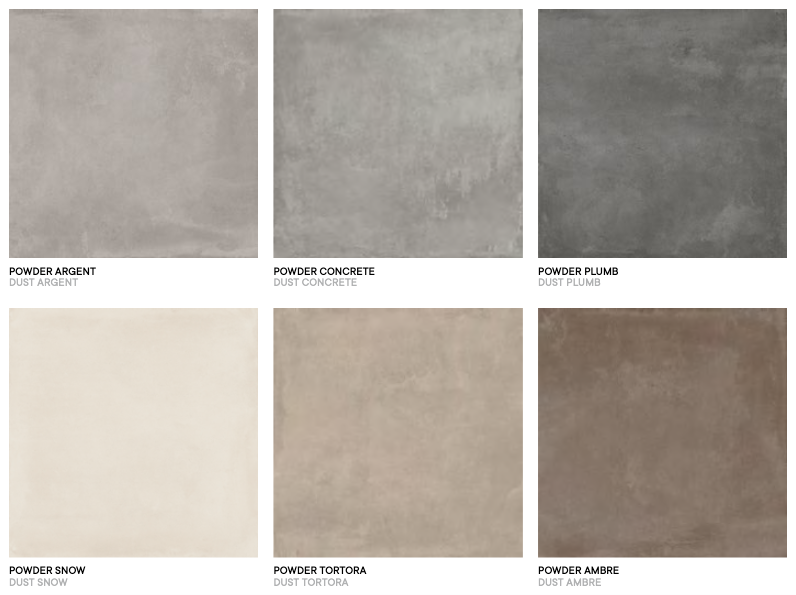 POWDER ARGENT
DUST ARGENT
POWDER CONCRETE
DUST CONCRETE
POWDER PLUMB
DUST PLUMB
POWDER SNOW
DUST SNOW
POWDER TORTORA
DUST TORTORA
POWDER AMBRE
DUST AMBRE